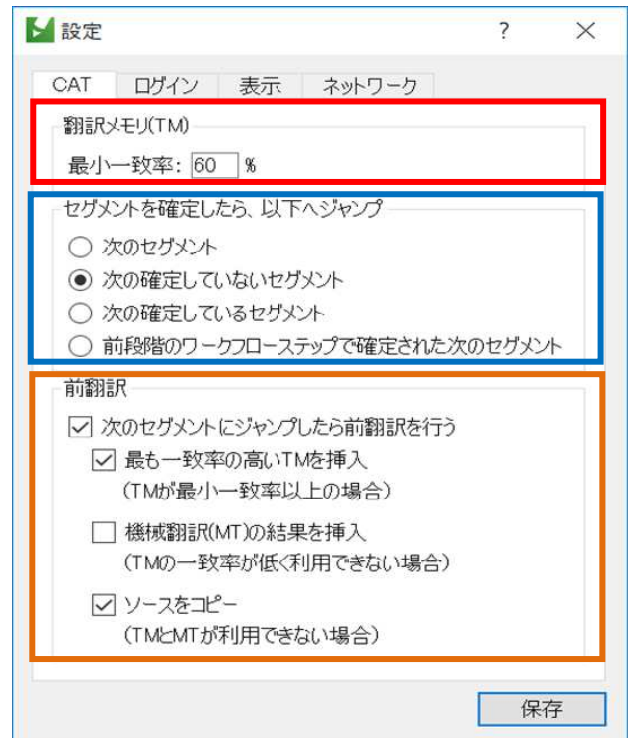 設定
CAT ログイン 表示 ネットワーク
翻訳メモリ(TM)
最小一致率: 60 %
セグメントを確定したら、以下へジャンプ
次のセグメント
次の確定していないセグメント
次の確定しているセグメント
前段階のワークフローステップで確定された次のセグメント
前翻訳
次のセグメントにジャンプしたら前翻訳を行う
最も一致率の高いTMを挿入
(TMが最小一致率以上の場合)
機械翻訳(MT)の結果を挿入
(TMの一致率が低く利用できない場合)
ソースをコピー
(TMとMTが利用できない場合)
保存